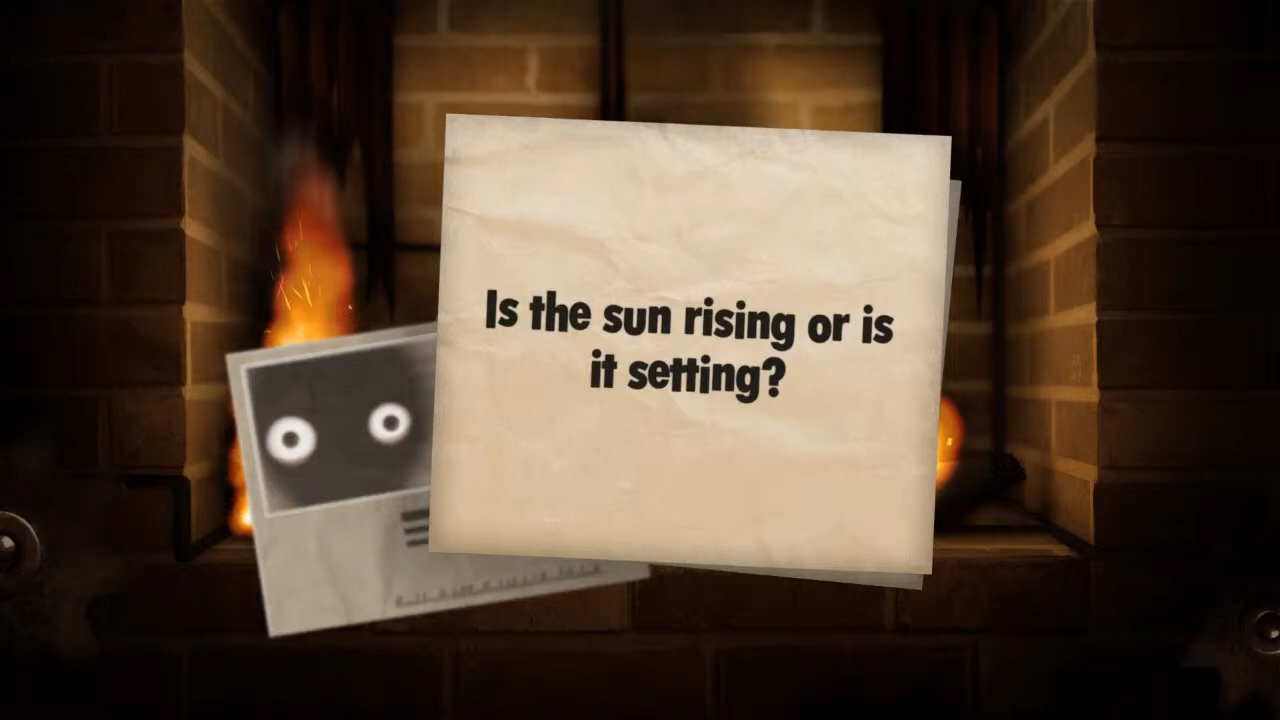 Is the sun rising or is
it setting?